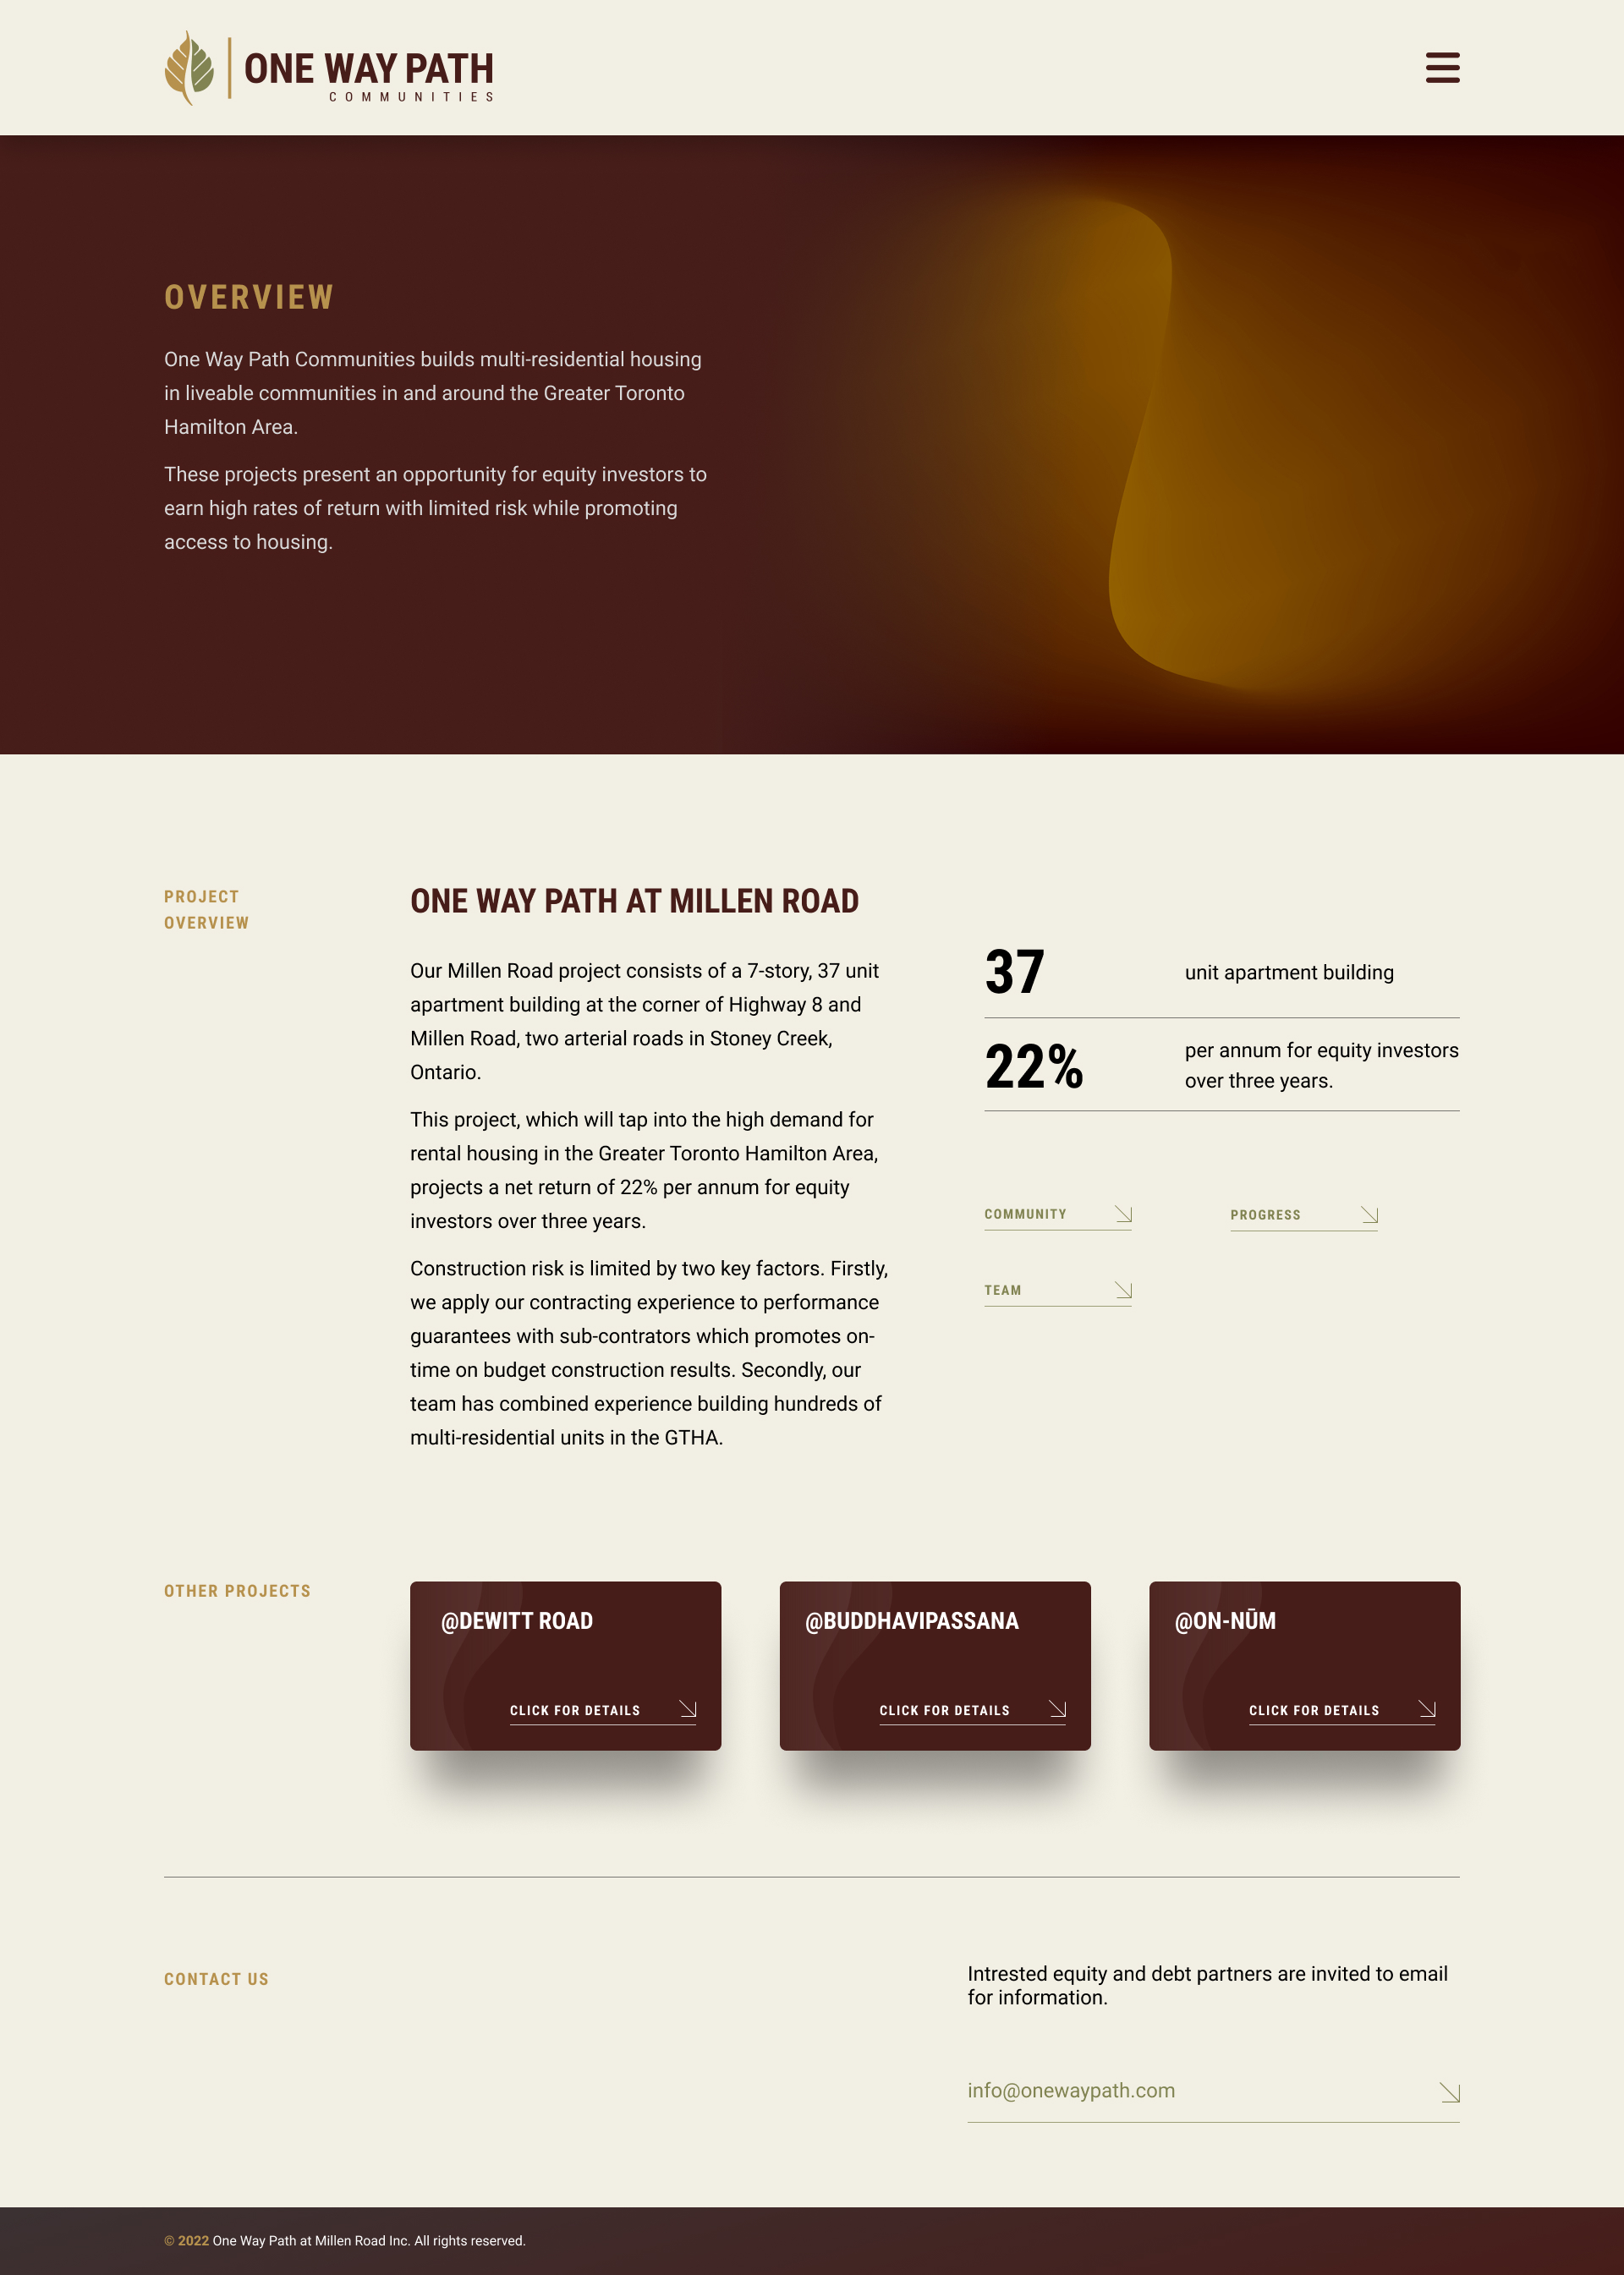 ONE WAY PATH
COMMUNITIES
OVERVIEW
One Way Path Communities builds multi-residential housing
in liveable communities in and around the Greater Toronto
Hamilton Area.
These projects present an opportunity for equity investors to
earn high rates of return with limited risk while promoting
access to housing.
PROJECT
OVERVIEW
ONE WAY PATH AT MILLEN ROAD
Our Millen Road project consists of a 7-story, 37 unit
apartment building at the corner of Highway 8 and
Millen Road, two arterial roads in Stoney Creek,
Ontario.
This project, which will tap into the high demand for
rental housing in the Greater Toronto Hamilton Area,
projects a net return of 22% per annum for equity
investors over three years.
Construction risk is limited by two key factors. Firstly,
we apply our contracting experience to performance
guarantees with sub-contrators which promotes on-
time on budget construction results. Secondly, our
team has combined experience building hundreds of
multi-residential units in the GTHA.
37 unit apartment building
22% per annum for equity investors
over three years.
COMMUNITY
PROGRESS
TEAM
OTHER PROJECTS
@DEWITT ROAD
CLICK FOR DETAILS
@BUDDHAVIPASSANA
CLICK FOR DETAILS
@ON-NŪM
CLICK FOR DETAILS
CONTACT US
Intrested equity and debt partners are invited to email
for information.
info@onewaypath.com
© 2022 One Way Path at Millen Road Inc. All rights reserved.